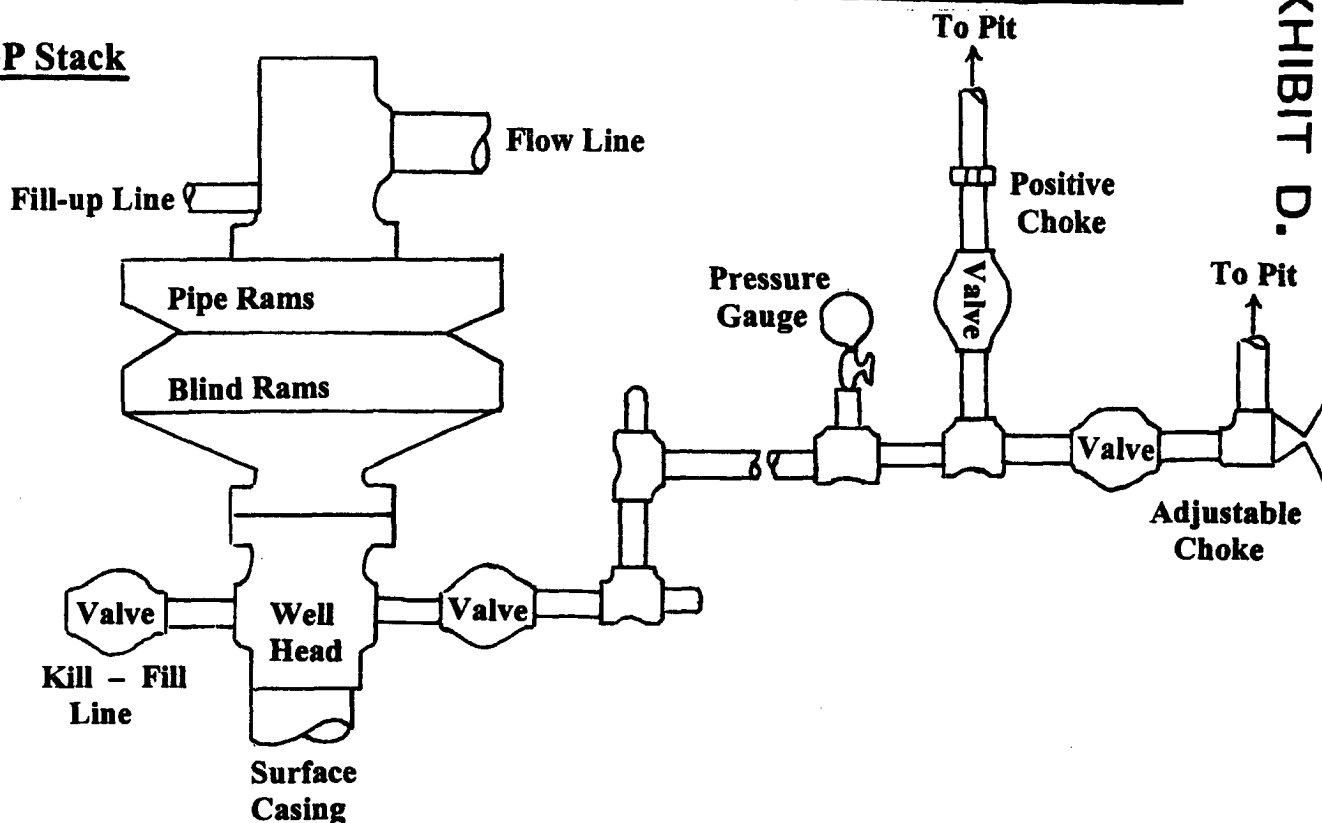 P Stack
To Pit
Flow Line
Fill-up Line
Positive
Choke
Pipe Rams
Pressure
Gauge
Valve
To Pit
Blind Rams
Valve
Adjustable
Choke
Valve
Well
Head
Valve
Kill – Fill
Line
Surface
Casing
XHIBIT D.